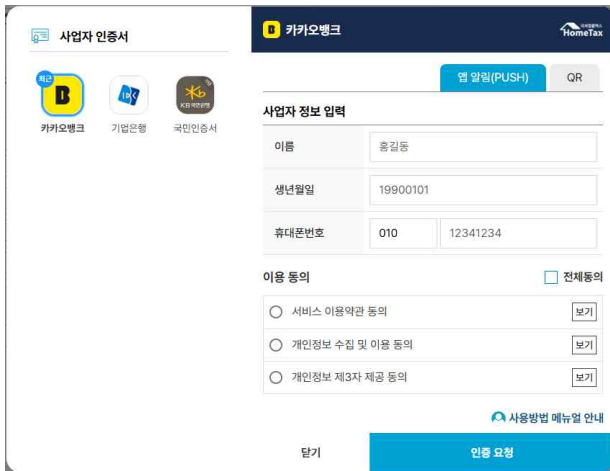 사업자 인증서
최근
카카오뱅크
기업은행
KB국민은행
국민인증서
카카오뱅크
국세청홈택스
HomeTax
앱 알림(PUSH)
QR
사업자 정보 입력
이름
홍길동
생년월일
19900101
휴대폰번호
010
12341234
이용 동의
전체동의
서비스 이용약관 동의
보기
개인정보 수집 및 이용 동의
보기
개인정보 제3자 제공 동의
보기
사용방법 메뉴얼 안내
닫기
인증 요청